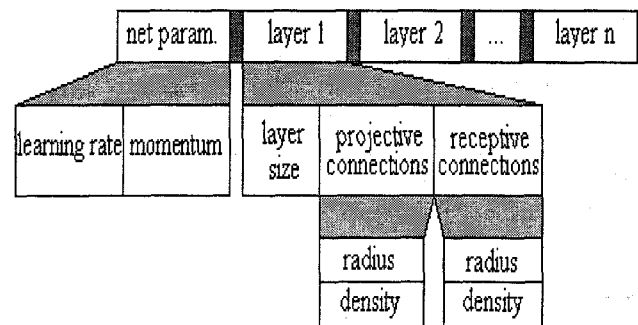 net param. layer 1 layer 2 ... layer n
learning rate momentum layer size projective connections receptive connections
radius radius
density density